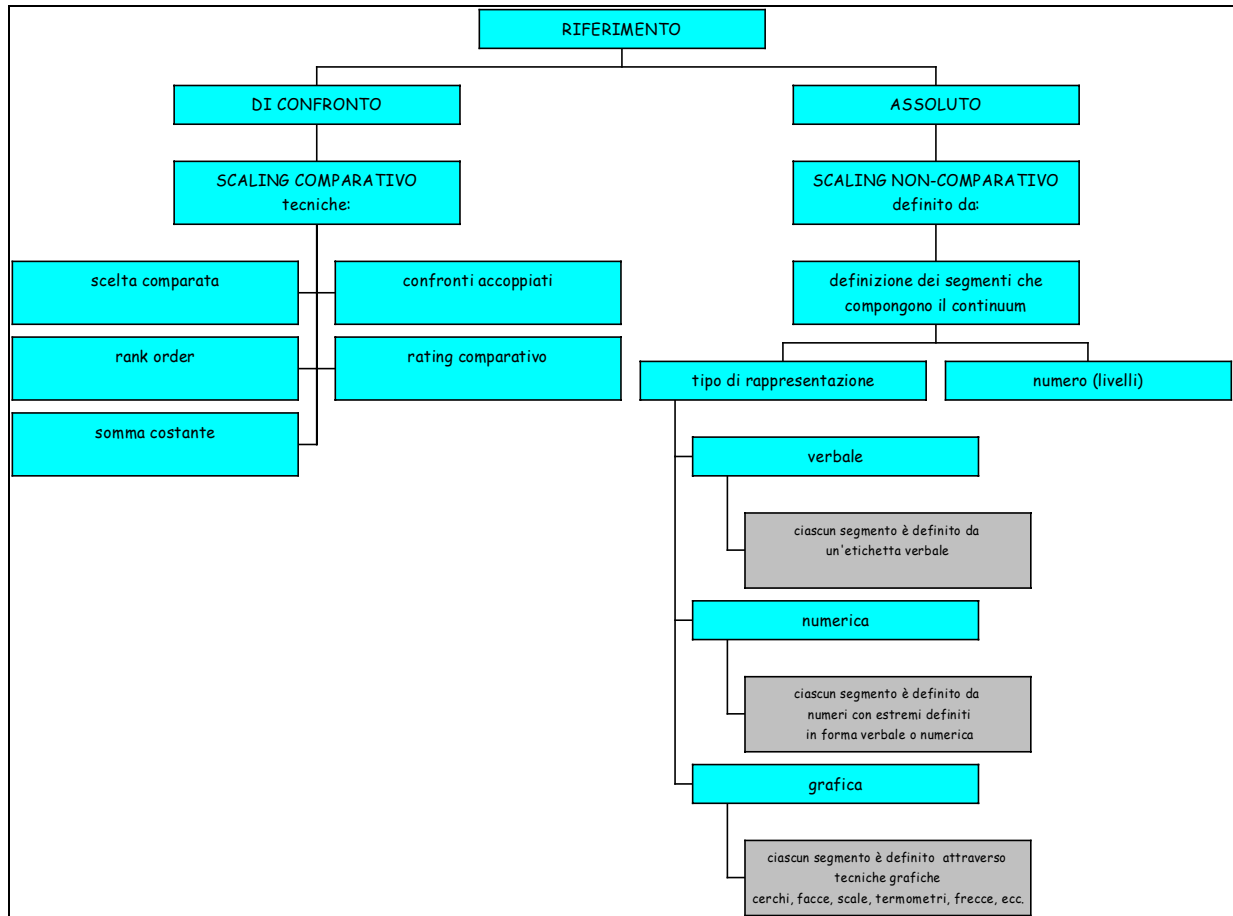 RIFERIMENTO
DI CONFRONTO
ASSOLUTO
SCALING COMPARATIVO
tecniche:
SCALING NON-COMPARATIVO
definito da:
scelta comparata
confronti accoppiati
definizione dei segmenti che
compongono il continuum
rank order
rating comparativo
tipo di rappresentazione
numero (livelli)
somma costante
verbale
ciascun segmento è definito da
un'etichetta verbale
numerica
ciascun segmento è definito da
numeri con estremi definiti
in forma verbale o numerica
grafica
ciascun segmento è definito attraverso
tecniche grafiche
cerchi, facce, scale, termometri, frecce, ecc.